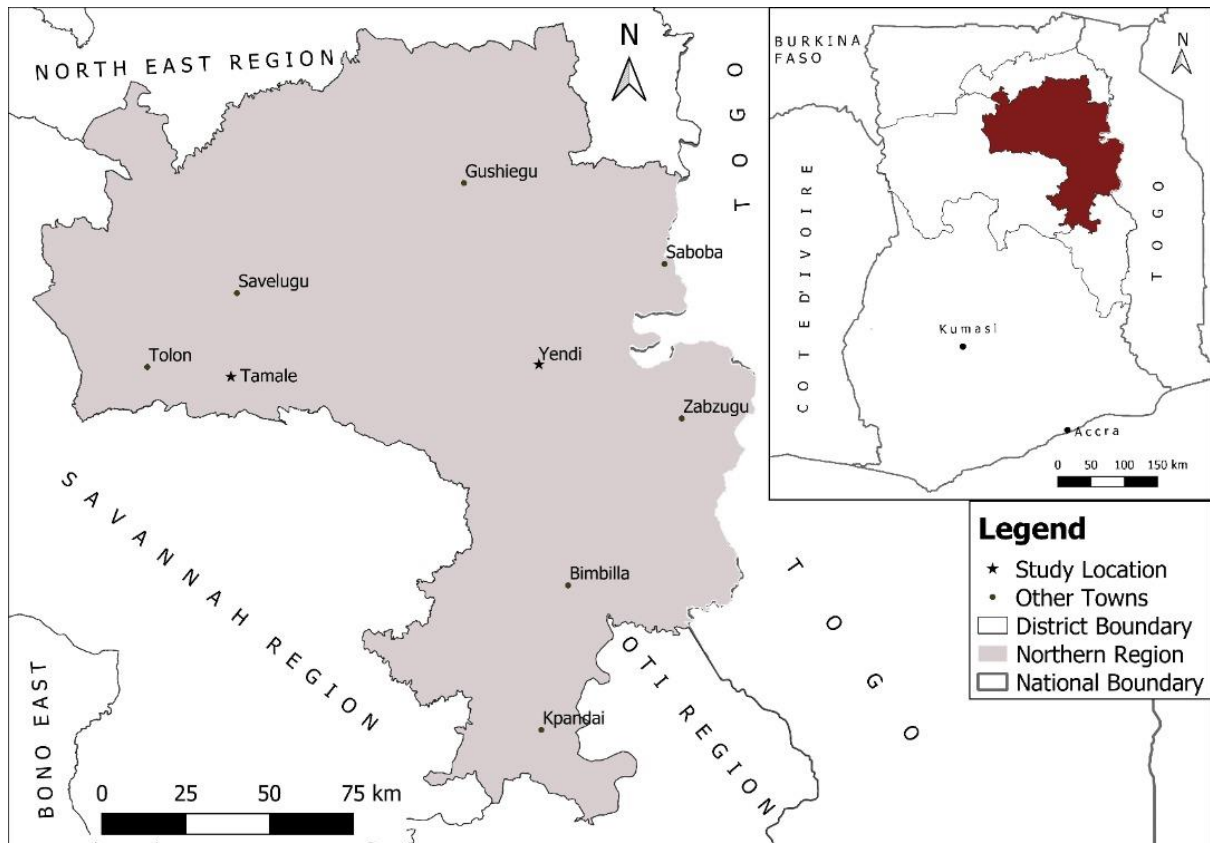 NORTH EAST REGION
N
TOGO
Gushiegu
Saboba
Savelugu
Yendi
Tolon
Tamale
Zabzugu
SAVANNAH REGION
Bimbilla
OTI REGION
TOGO
Kpandai
BONO EAST
0 25 50 75 km
BURKINA
FASO
N
COTE D'IVOIRE
TOGO
Kumasi
Accra
0 50 100 150 km
Legend
Study Location
Other Towns
District Boundary
Northern Region
National Boundary